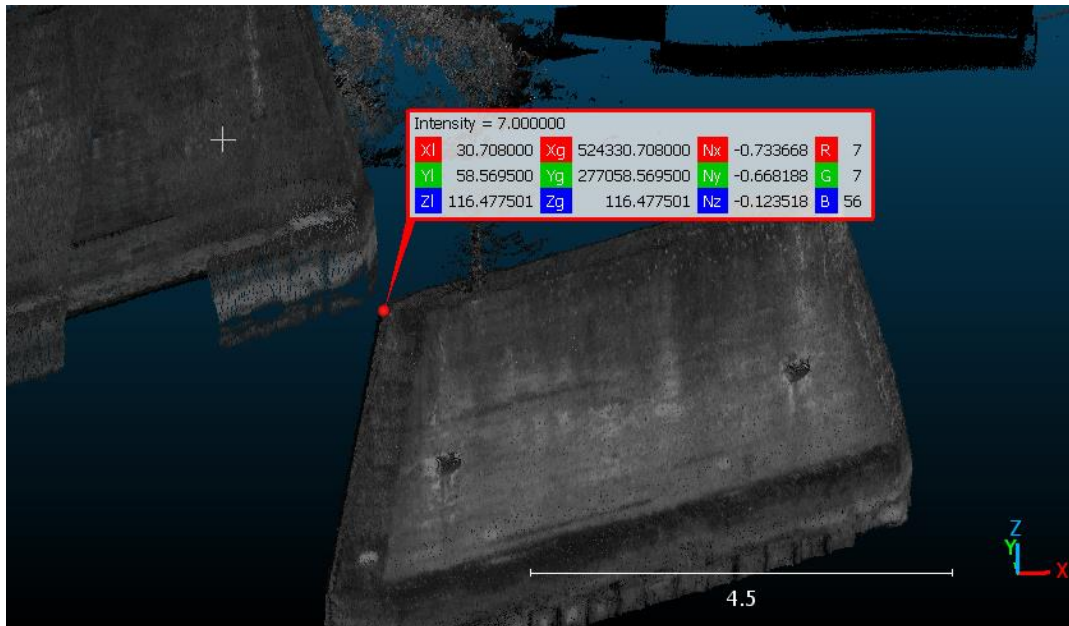 Intensity = 7.000000
Xl 30.708000 Xg 524330.708000 Nx -0.733668 R 7
Yl 58.569500 Yg 277058.569500 Ny -0.668188 G 7
Zl 116.477501 Zg 116.477501 Nz -0.123518 B 56
Z
Y
X
4.5